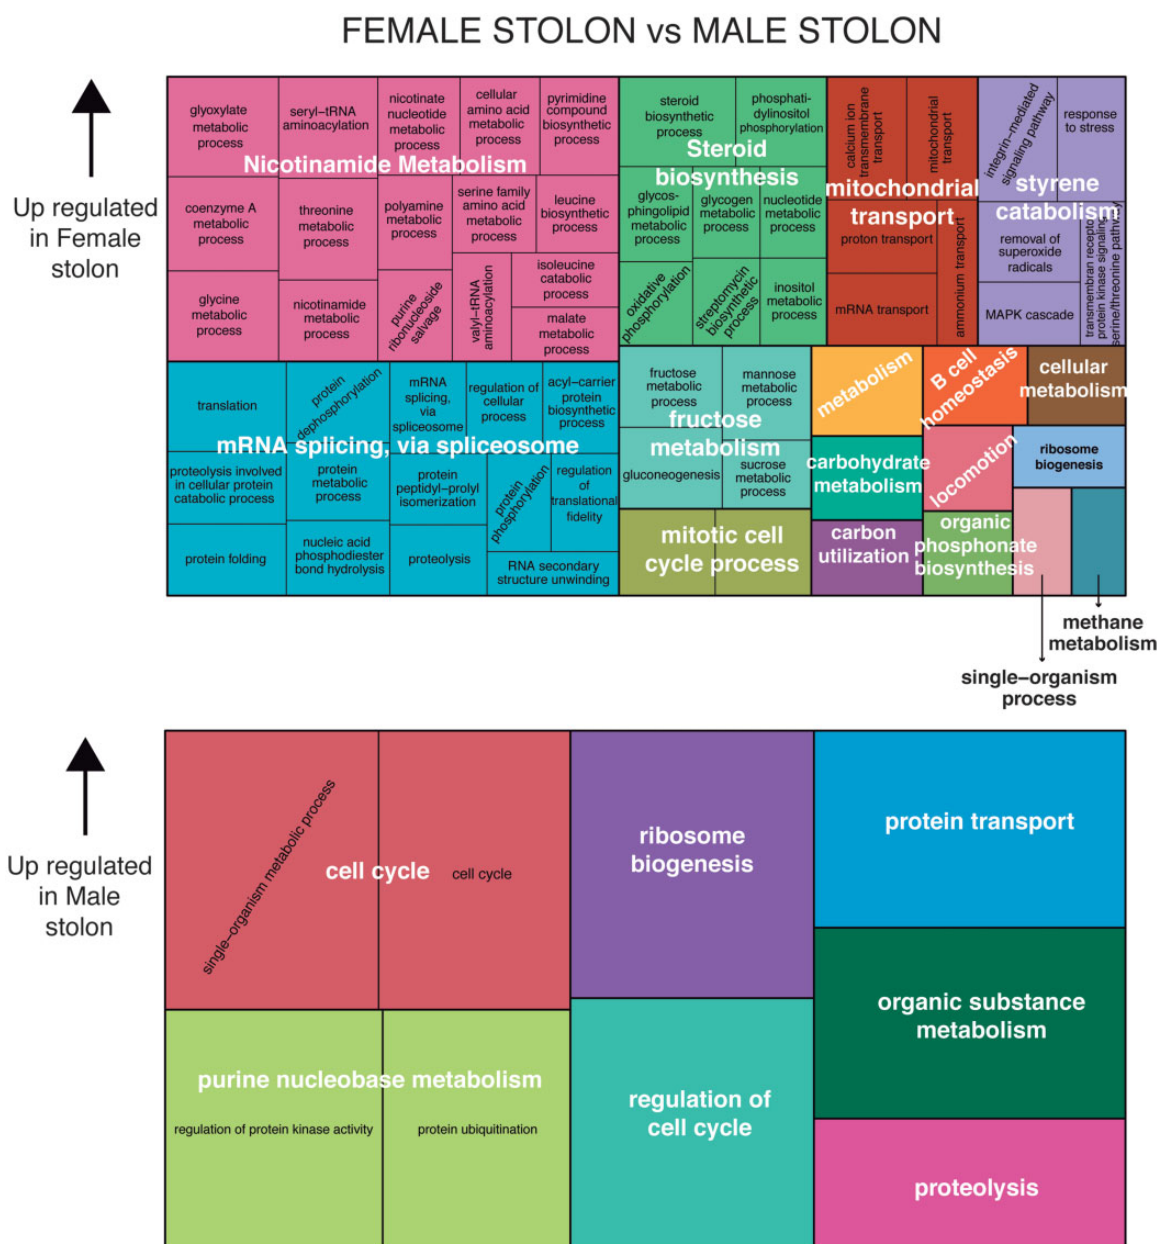 FEMALE STOLON vs MALE STOLON
Up regulated
in Female
stolon
glyoxylate
metabolic
process
seryl–tRNA
aminoacylation
nicotinate
nucleotide
metabolic
process
cellular
amino acid
metabolic
process
pyrimidine
compound
biosynthetic
process
Nicotinamide Metabolism
coenzyme A
metabolic
process
threonine
metabolic
process
polyamine
metabolic
process
serine family
amino acid
metabolic
process
leucine
biosynthetic
process
glycine
metabolic
process
nicotinamide
metabolic
process
purine
ribonucleoside
salvage
valyl–tRNA
aminoacylation
isoleucine
catabolic
process
malate
metabolic
process
steroid
biosynthetic
process
phosphati-
dylinositol
phosphorylation
Steroid
biosynthesis
glycos-
phingolipid
metabolic
process
glycogen
metabolic
process
nucleotide
metabolic
process
oxidative
phosphorylation
streptomycin
biosynthetic
process
inositol
metabolic
process
calcium ion
transmembrane
transport
mitochondrial
transport
mitochondrial
transport
proton transport
mRNA transport
ammonium transport
integrin–mediated
signaling pathway
response
to stress
styrene
catabolism
removal of
superoxide
radicals
MAPK cascade
transmembran receptor
protein kinase signaling
serine/threonine pathway
translation
protein
dephosphorylation
mRNA
splicing,
via
spliceosome
regulation of
cellular
process
acyl–carrier
protein
biosynthetic
process
mRNA splicing, via spliceosome
proteolysis involved
in cellular protein
catabolic process
protein
metabolic
process
protein
peptidyl–prolyl
isomerization
protein
phosphorylation
regulation
of
translational
fidelity
protein folding
nucleic acid
phosphodiester
bond hydrolysis
proteolysis
RNA secondary
structure unwinding
fructose
metabolic
process
mannose
metabolic
process
fructose
metabolism
gluconeogenesis
sucrose
metabolic
process
mitotic cell
cycle process
metabolism
B cell
homeostasis
cellular
metabolism
carbohydrate
metabolism
locomotion
ribosome
biogenesis
carbon
utilization
organic
phosphonate
biosynthesis
methane
metabolism
single–organism
process
Up regulated
in Male
stolon
single–organism metabolic process
cell cycle
cell cycle
ribosome
biogenesis
protein transport
organic substance
metabolism
purine nucleobase metabolism
regulation of protein kinase activity
protein ubiquitination
regulation of
cell cycle
proteolysis